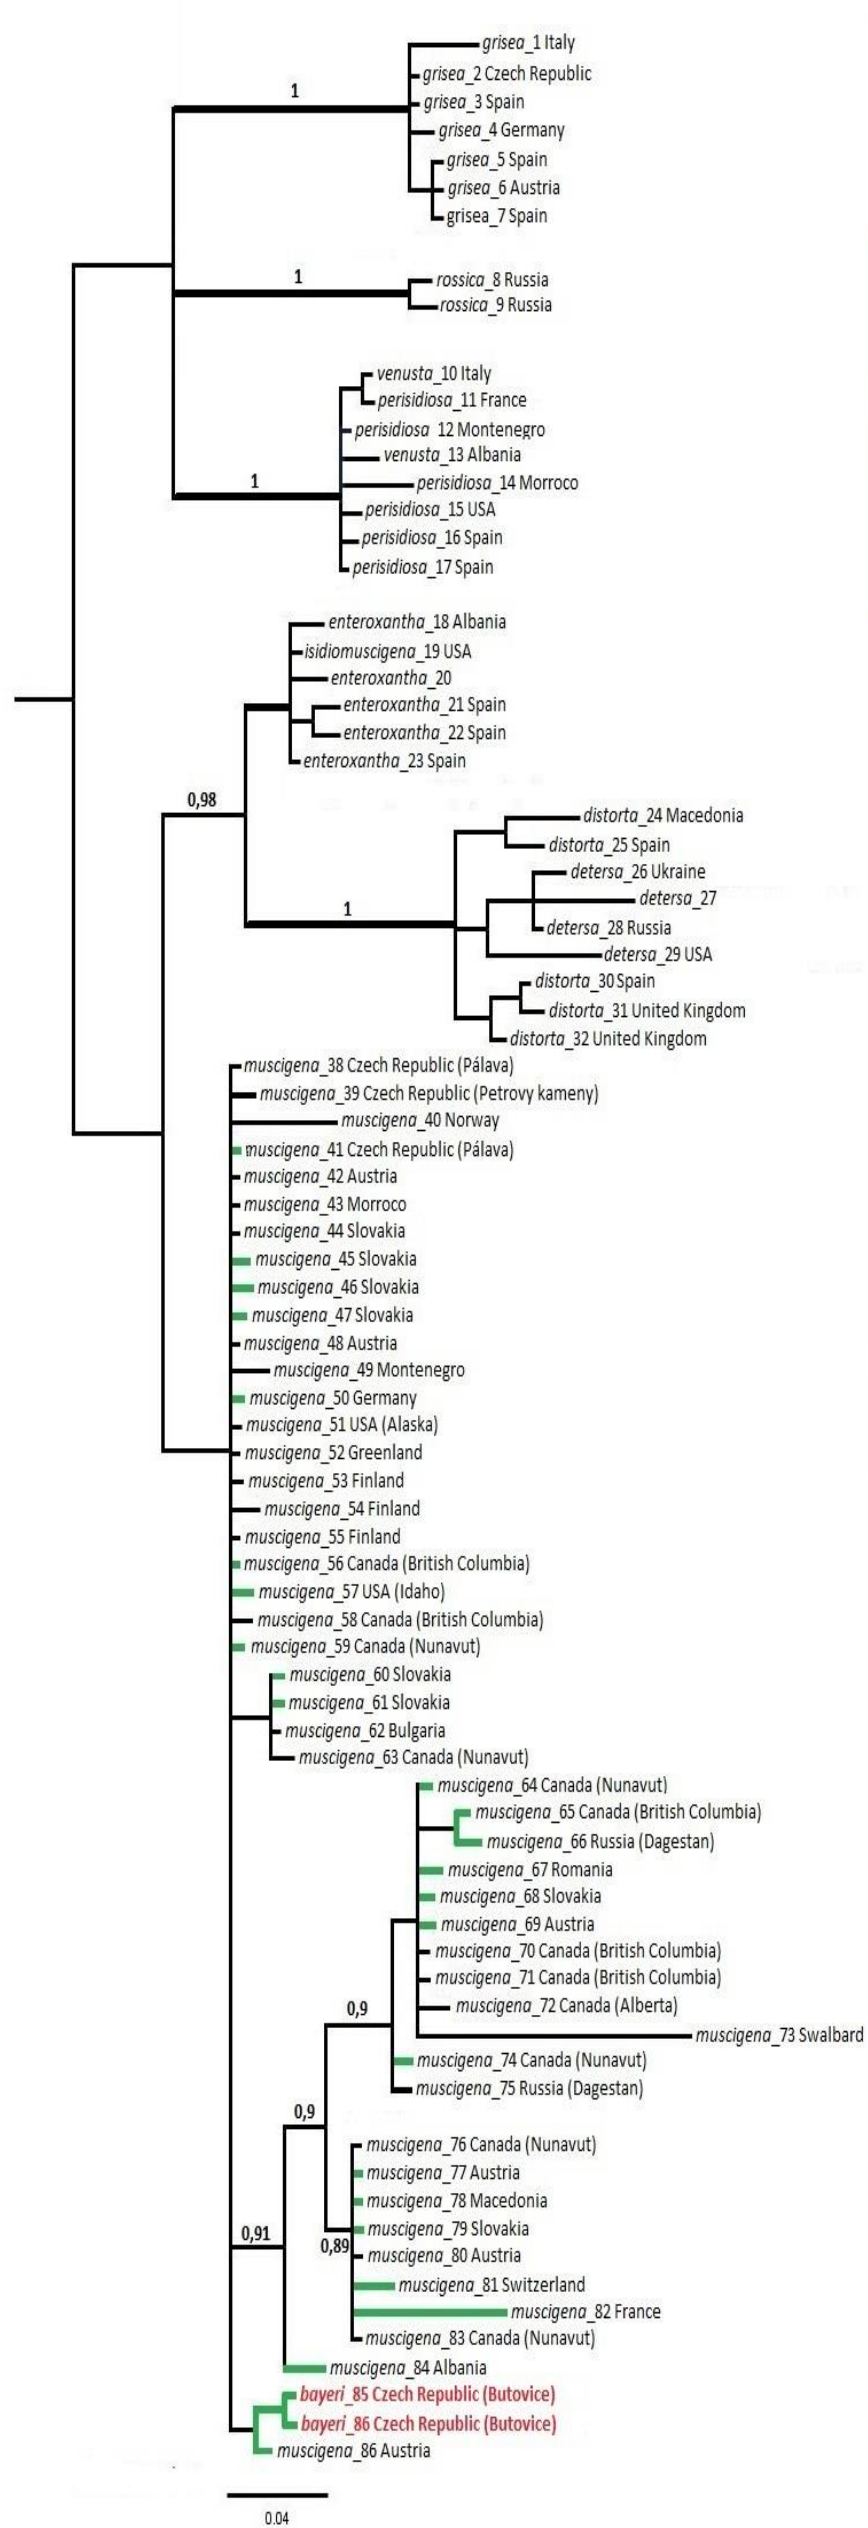 grisea_1 Italy
1
grisea_2 Czech Republic
grisea_3 Spain
grisea_4 Germany
grisea_5 Spain
grisea_6 Austria
grisea_7 Spain
1
rossica_8 Russia
rossica_9 Russia
venusta_10 Italy
perisidiosa_11 France
perisidiosa 12 Montenegro
venusta_13 Albania
1
perisidiosa_14 Morroco
perisidiosa_15 USA
perisidiosa_16 Spain
perisidiosa_17 Spain
enteroxantha_18 Albania
isidiomuscigena_19 USA
enteroxantha_20
enteroxantha_21 Spain
enteroxantha_22 Spain
enteroxantha_23 Spain
0,98
distorta_24 Macedonia
distorta_25 Spain
detersa_26 Ukraine
detersa_27
1
detersa_28 Russia
detersa_29 USA
distorta_30 Spain
distorta_31 United Kingdom
distorta_32 United Kingdom
muscigena_38 Czech Republic (Pálava)
muscigena_39 Czech Republic (Petrovy kameny)
muscigena_40 Norway
muscigena_41 Czech Republic (Pálava)
muscigena_42 Austria
muscigena_43 Morroco
muscigena_44 Slovakia
muscigena_45 Slovakia
muscigena_46 Slovakia
muscigena_47 Slovakia
muscigena_48 Austria
muscigena_49 Montenegro
muscigena_50 Germany
muscigena_51 USA (Alaska)
muscigena_52 Greenland
muscigena_53 Finland
muscigena_54 Finland
muscigena_55 Finland
muscigena_56 Canada (British Columbia)
muscigena_57 USA (Idaho)
muscigena_58 Canada (British Columbia)
muscigena_59 Canada (Nunavut)
muscigena_60 Slovakia
muscigena_61 Slovakia
muscigena_62 Bulgaria
muscigena_63 Canada (Nunavut)
muscigena_64 Canada (Nunavut)
muscigena_65 Canada (British Columbia)
muscigena_66 Russia (Dagestan)
muscigena_67 Romania
muscigena_68 Slovakia
muscigena_69 Austria
muscigena_70 Canada (British Columbia)
muscigena_71 Canada (British Columbia)
muscigena_72 Canada (Alberta)
0,9
muscigena_73 Swalbard
muscigena_74 Canada (Nunavut)
muscigena_75 Russia (Dagestan)
0,9
muscigena_76 Canada (Nunavut)
muscigena_77 Austria
muscigena_78 Macedonia
muscigena_79 Slovakia
0,91
0,89
muscigena_80 Austria
muscigena_81 Switzerland
muscigena_82 France
muscigena_83 Canada (Nunavut)
muscigena_84 Albania
bayeri_85 Czech Republic (Butovice)
bayeri_86 Czech Republic (Butovice)
muscigena_86 Austria
0.04